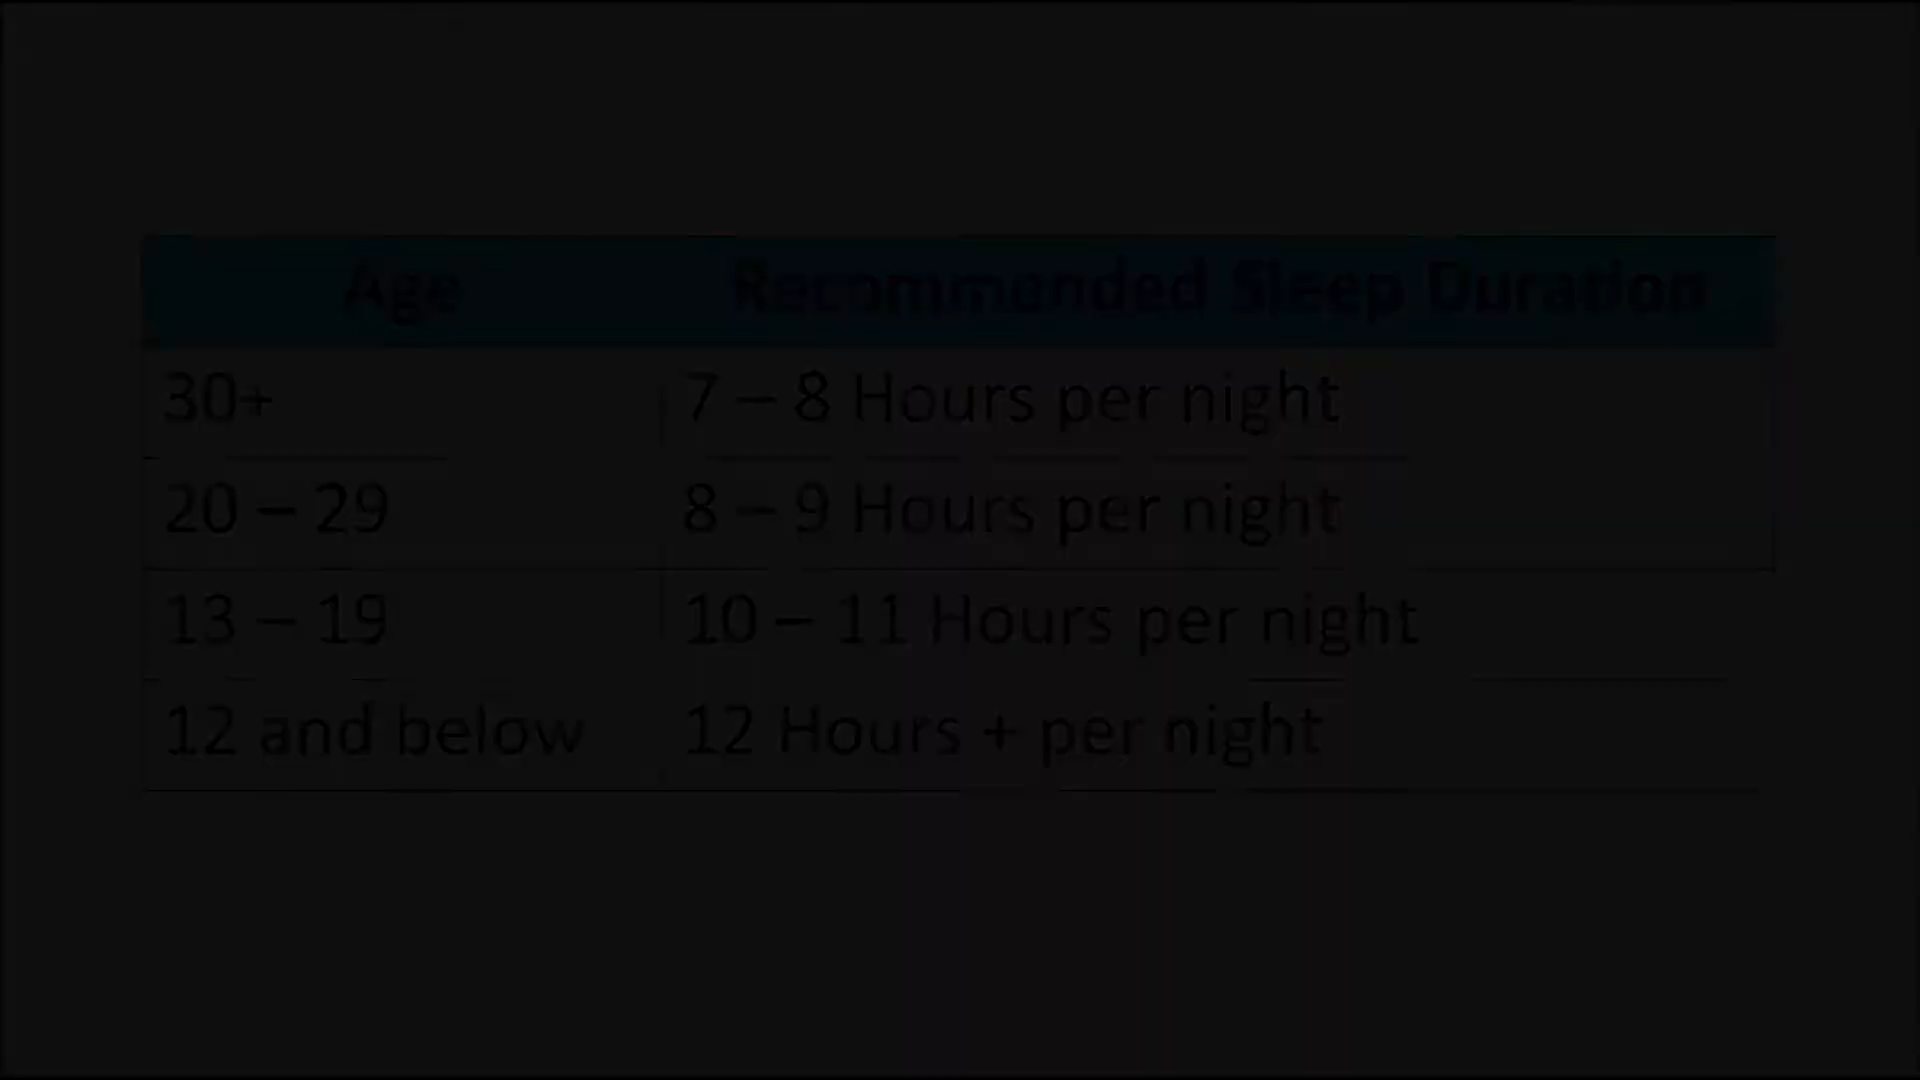 Age Recommended Sleep Duration
30+ 7 – 8 Hours per night
20 – 29 8 – 9 Hours per night
13 – 19 10 – 11 Hours per night
12 and below 12 Hours + per night